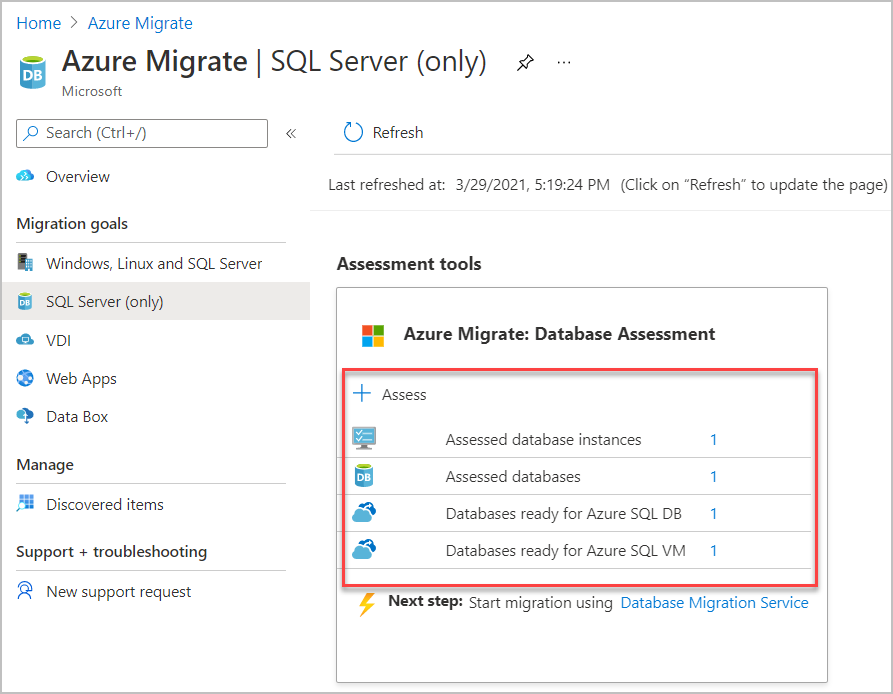 Home > Azure Migrate
Azure Migrate | SQL Server (only) ...
Microsoft
Search (Ctrl+/) «
Overview
Migration goals
Windows, Linux and SQL Server
SQL Server (only)
VDI
Web Apps
Data Box
Manage
Discovered items
Support + troubleshooting
New support request
Refresh
Last refreshed at: 3/29/2021, 5:19:24 PM (Click on “Refresh” to update the page)
Assessment tools
Azure Migrate: Database Assessment
+ Assess
Assessed database instances 1
DB Assessed databases 1
Databases ready for Azure SQL DB 1
Databases ready for Azure SQL VM 1
Next step: Start migration using Database Migration Service